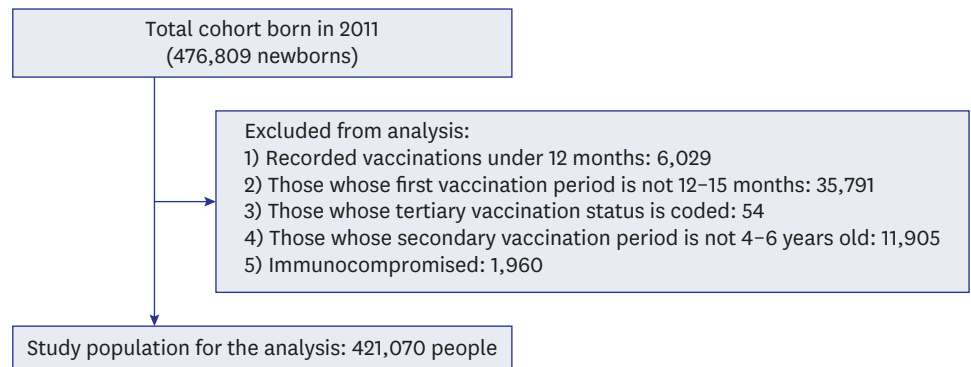 Total cohort born in 2011
(476,809 newborns)
Excluded from analysis:
1) Recorded vaccinations under 12 months: 6,029
2) Those whose first vaccination period is not 12–15 months: 35,791
3) Those whose tertiary vaccination status is coded: 54
4) Those whose secondary vaccination period is not 4–6 years old: 11,905
5) Immunocompromised: 1,960
Study population for the analysis: 421,070 people